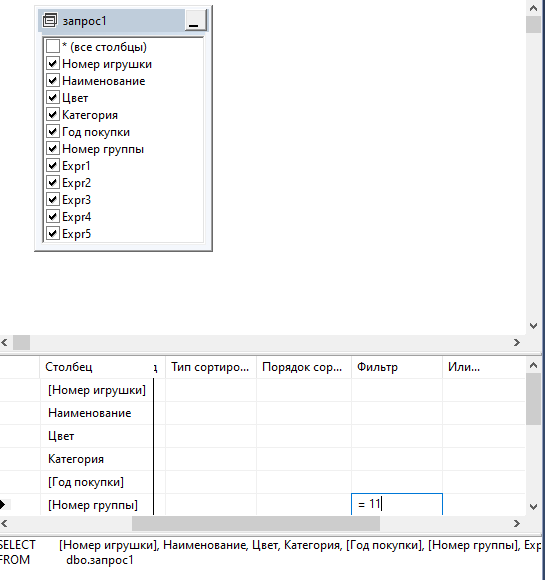 запрос1
* (все столбцы)
Номер игрушки
Наименование
Цвет
Категория
Год покупки
Номер группы
Expr1
Expr2
Expr3
Expr4
Expr5
Столбец Тип сортиро... Порядок сор... Фильтр Или...
[Номер игрушки]
Наименование
Цвет
Категория
[Год покупки]
[Номер группы] = 11
SELECT [Номер игрушки], Наименование, Цвет, Категория, [Год покупки], [Номер группы], Exp
FROM dbo.запрос1